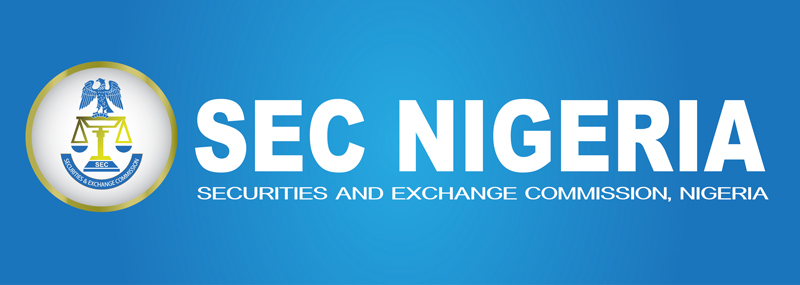 SEC
SECURITIES & EXCHANGE COMMISSION
SEC NIGERIA
SECURITIES AND EXCHANGE COMMISSION, NIGERIA